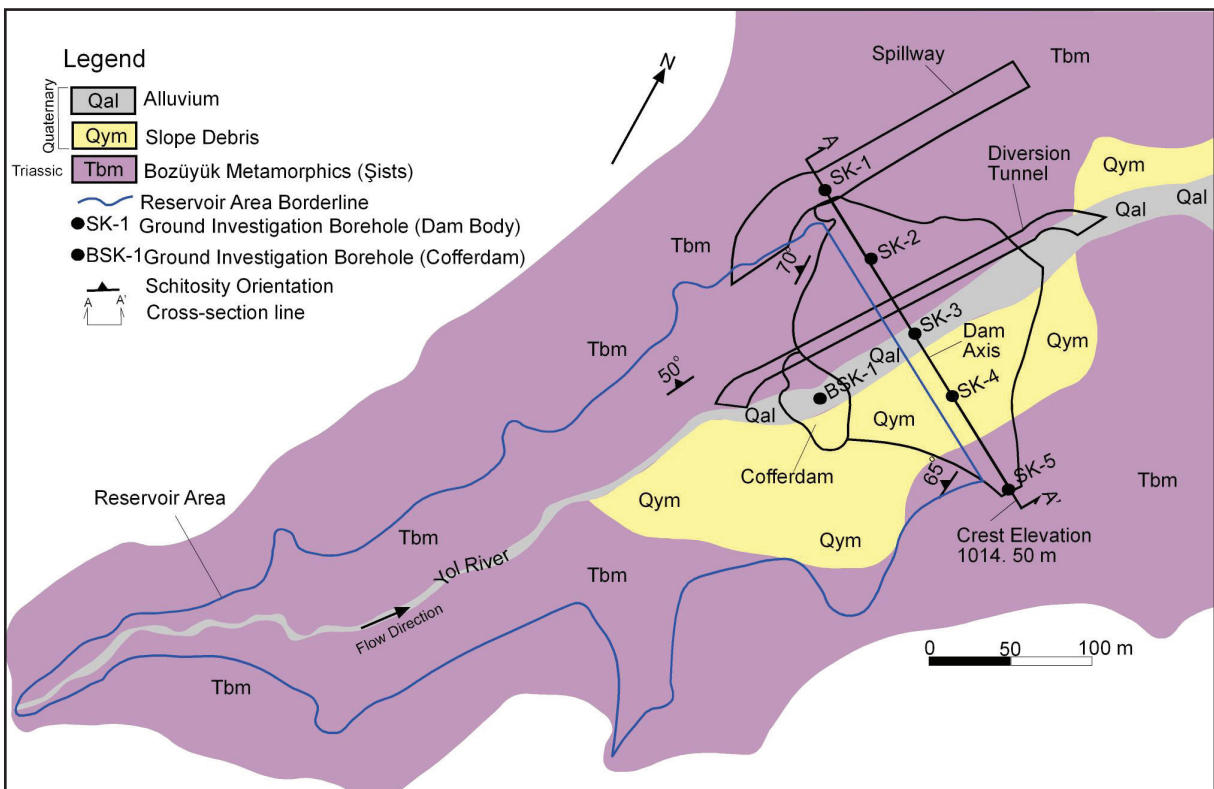 Legend
Quaternary
Qal Alluvium
Qym Slope Debris
Triassic Tbm Bozüyük Metamorphics (Şists)
Reservoir Area Borderline
SK-1 Ground Investigation Borehole (Dam Body)
BSK-1 Ground Investigation Borehole (Cofferdam)
Schitosity Orientation
A A' Cross-section line
N
Spillway
Tbm
A
SK-1
Diversion
Tunnel
Qym
Qal
Qal
Tbm
SK-2
70°
SK-3
Dam
Axis
Qym
Tbm
Qal
50°
BSK-1
SK-4
Qal
Qym
Cofferdam
65°
SK-5
A'
Tbm
Crest Elevation
1014. 50 m
Reservoir Area
Qym
Qym
Tbm
Yol River
Tbm
Flow Direction
Tbm
0 50 100 m